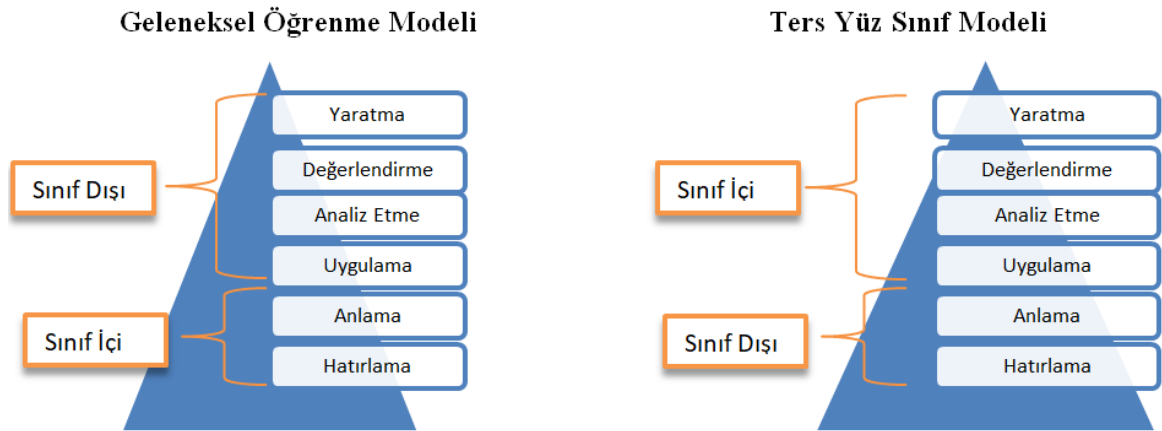 Geleneksel Öğrenme Modeli
Yaratma
Değerlendirme
Sınıf Dışı
Analiz Etme
Uygulama
Anlama
Sınıf İçi
Hatırlama
Ters Yüz Sınıf Modeli
Yaratma
Değerlendirme
Sınıf İçi
Analiz Etme
Uygulama
Anlama
Sınıf Dışı
Hatırlama